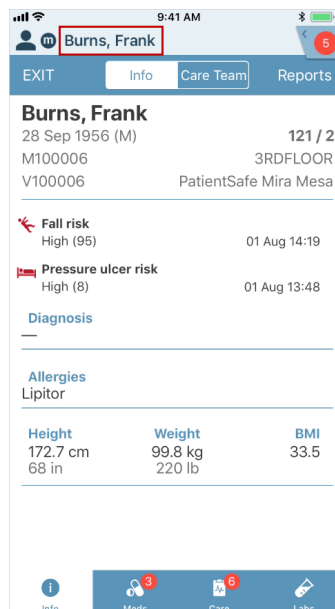 9:41 AM
m Burns, Frank
5
EXIT Info Care Team Reports
Burns, Frank
28 Sep 1956 (M) 121 / 2
M100006 3RDFLOOR
V100006 PatientSafe Mira Mesa
Fall risk
High (95) 01 Aug 14:19
Pressure ulcer risk
High (8) 01 Aug 13:48
Diagnosis
—
Allergies
Lipitor
Height Weight BMI
172.7 cm 99.8 kg 33.5
68 in 220 lb
3 6
Info Meds Care Labs